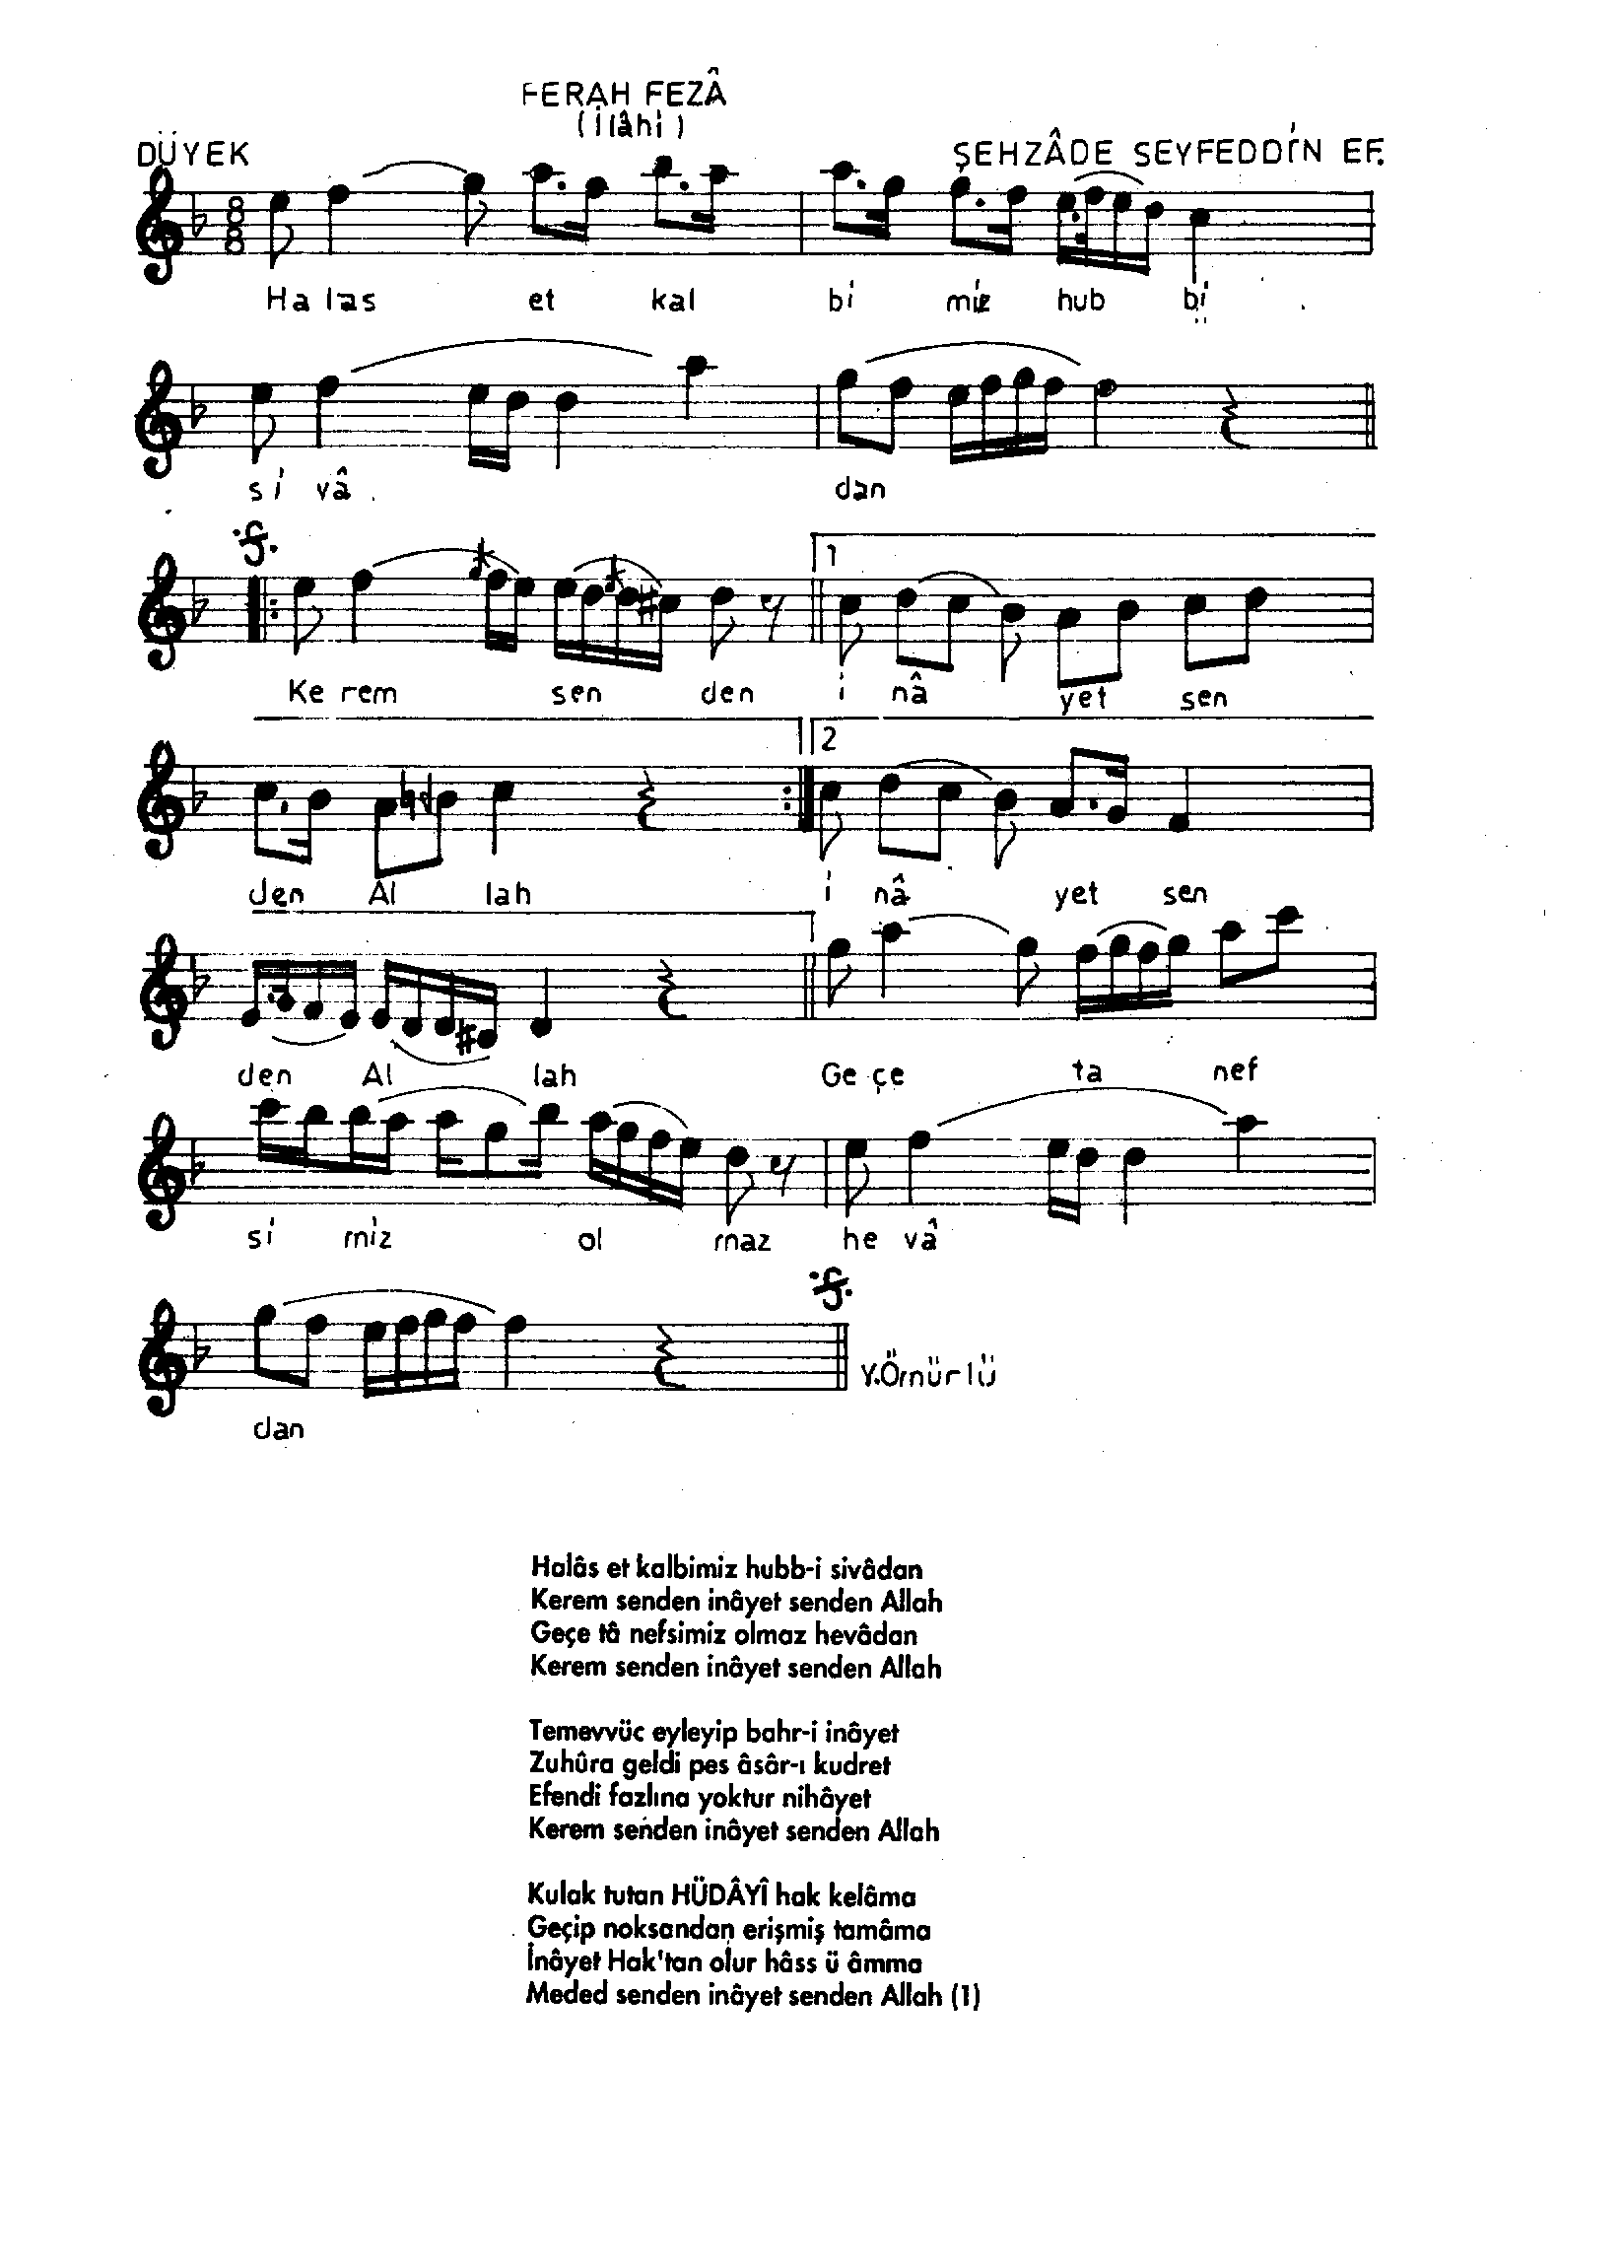 FERAH FEZÂ
(İlâhi)
DÜYEK
ŞEHZÂDE SEYFEDDİN EF.
8
8
Ha las et kal bi miz hub bi
si vâ dan
1
Ke rem sen den i nâ yet sen
2
den Al lah i nâ yet sen
den Al lah Ge çe ta nef
si miz ol maz he vâ
Y.Ömürlü
dan
Halâs et kalbimiz hubb-i sivâdan
Kerem senden inâyet senden Allah
Geçe tâ nefsimiz olmaz hevâdan
Kerem senden inâyet senden Allah
Temevvüc eyleyip bahr-i inâyet
Zuhûra geldi pes âsâr-ı kudret
Efendi fazlına yoktur nihâyet
Kerem senden inâyet senden Allah
Kulak tutan HÜDÂYÎ hak kelâma
Geçip noksandan erişmiş tamâma
İnâyet Hak'tan olur hâss ü âmma
Meded senden inâyet senden Allah (1)